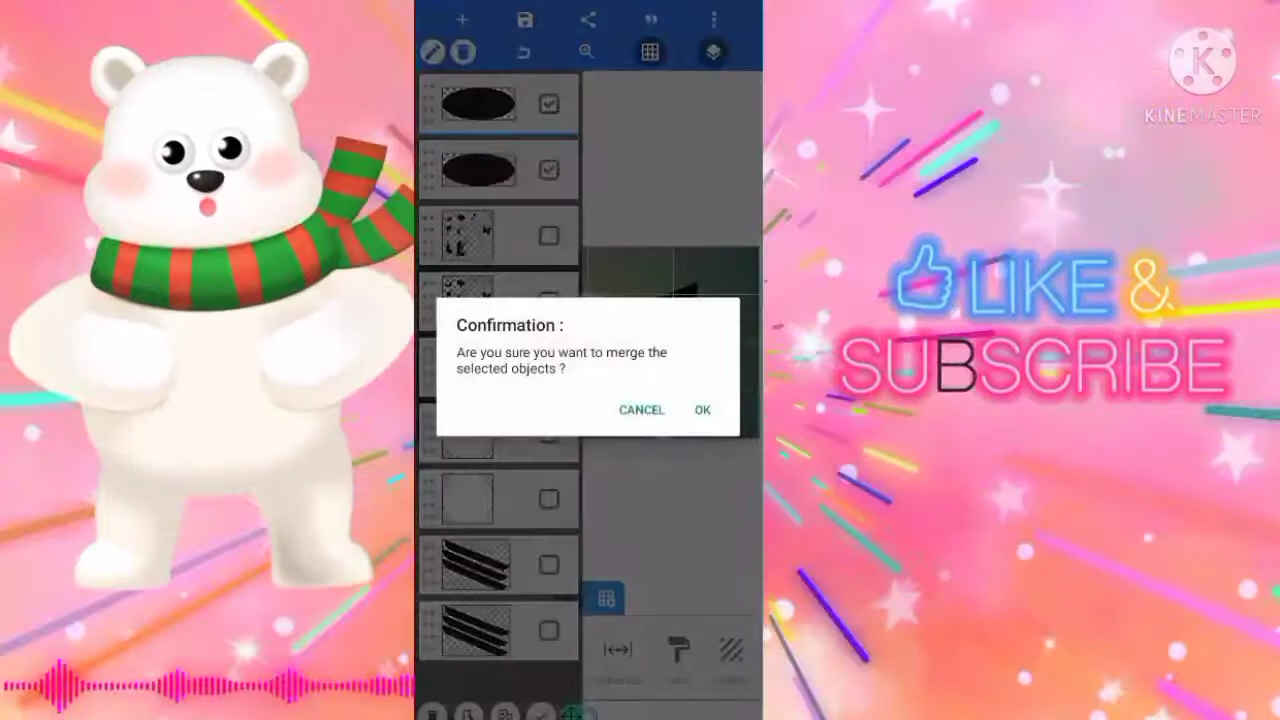 KINEMASTER
LIKE &
SUBSCRIBE
Confirmation :
Are you sure you want to merge the
selected objects ?
CANCEL
OK